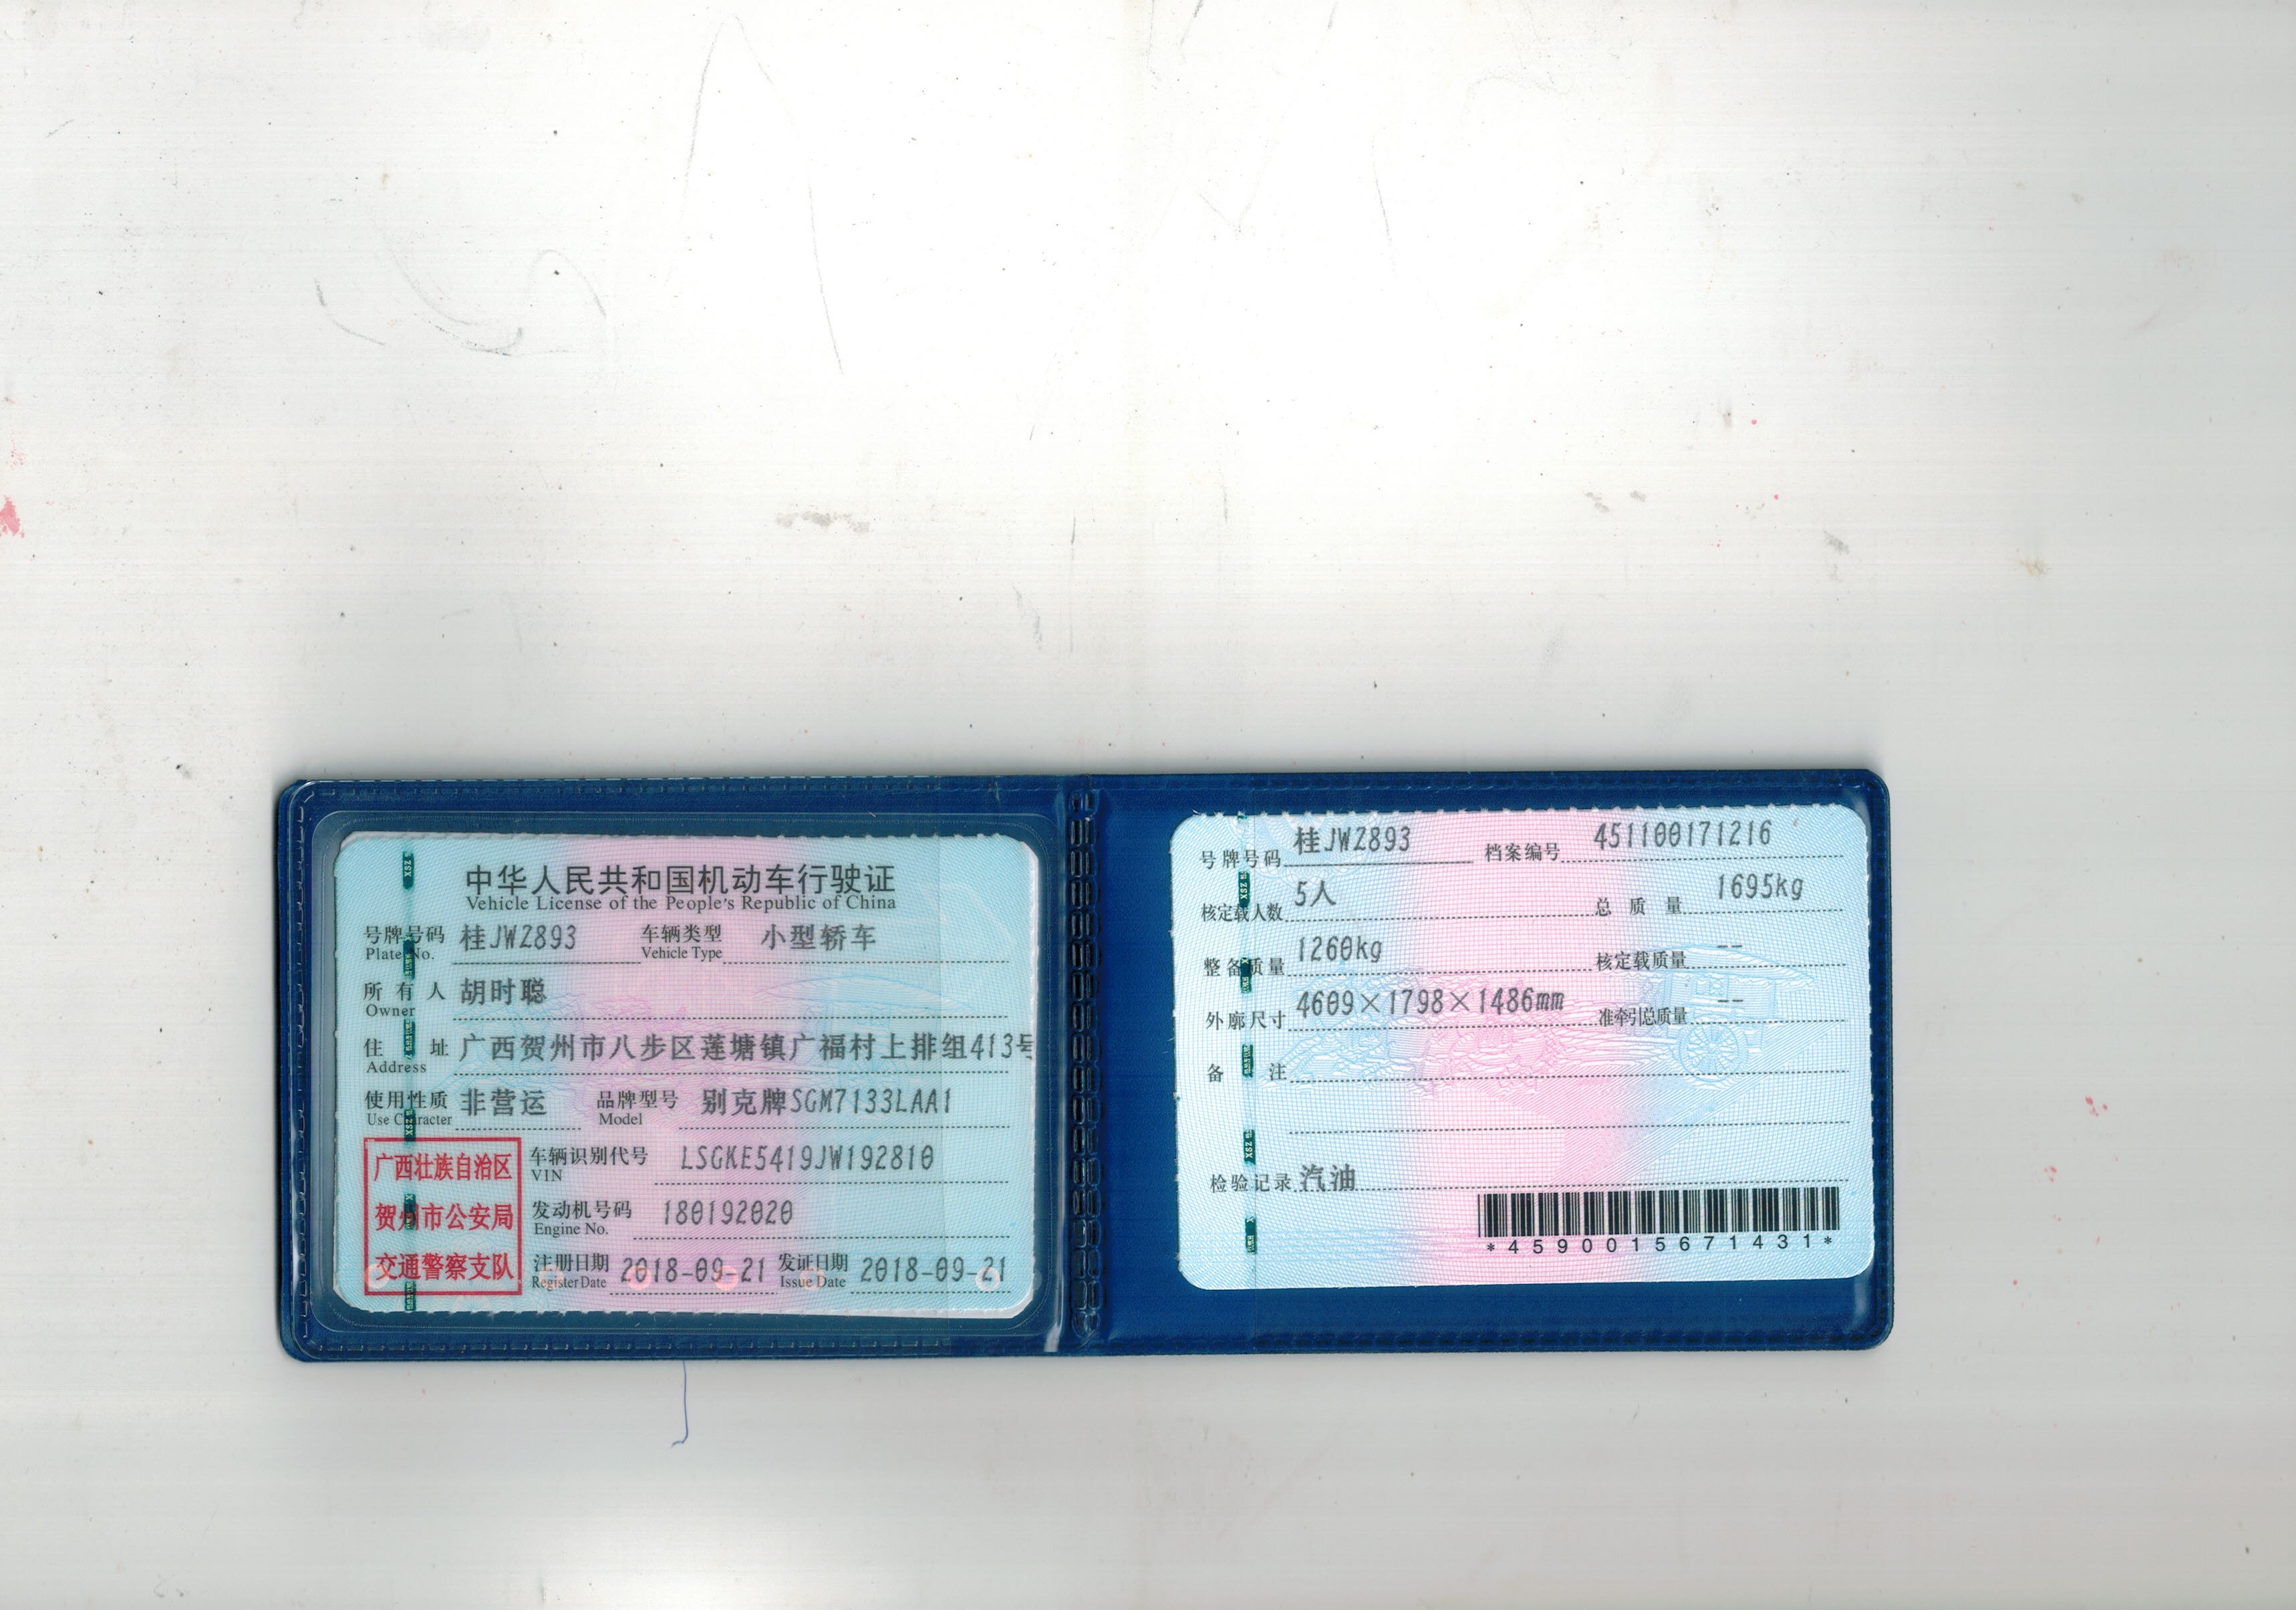 中华人民共和国机动车行驶证
Vehicle License of the People's Republic of China
号牌号码 桂JWZ893 车辆类型 小型轿车
Plate No. Vehicle Type
所有人 胡时聪
Owner
住址 广西贺州市八步区莲塘镇广福村上排组413号
Address
使用性质 非营运 品牌型号 别克牌SGM7133LAA1
Use Character Model
广西壮族自治区
贺州市公安局
交通警察支队
车辆识别代号 LSGKE5419JW192810
VIN
发动机号码 180192020
Engine No.
注册日期 2018-09-21 发证日期 2018-09-21
Register Date Issue Date
号牌号码 桂JWZ893 档案编号 451100171216
核定载人数 5人 总质量 1695kg
整备质量 1260kg 核定载质量 --
外廓尺寸 4609×1798×1486mm 准牵引总质量 --
备注
检验记录 汽油
*4590015671431*